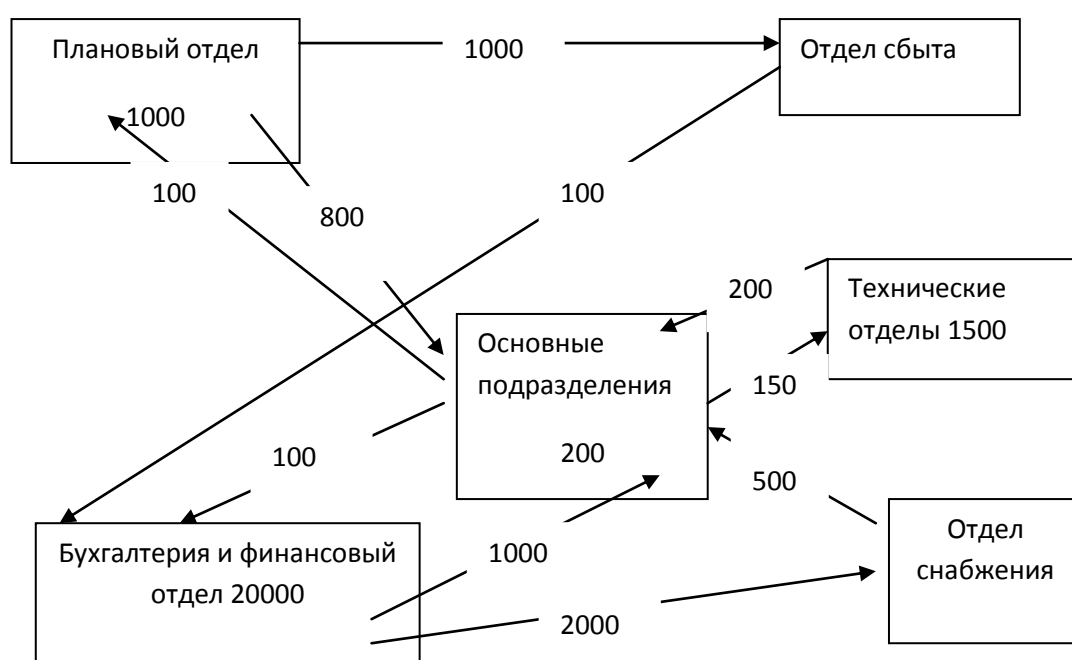 Плановый отдел
1000
1000
Отдел сбыта
100
800
100
200
Технические
отделы 1500
Основные
подразделения
200
150
100
500
Бухгалтерия и финансовый
отдел 20000
1000
2000
Отдел
снабжения